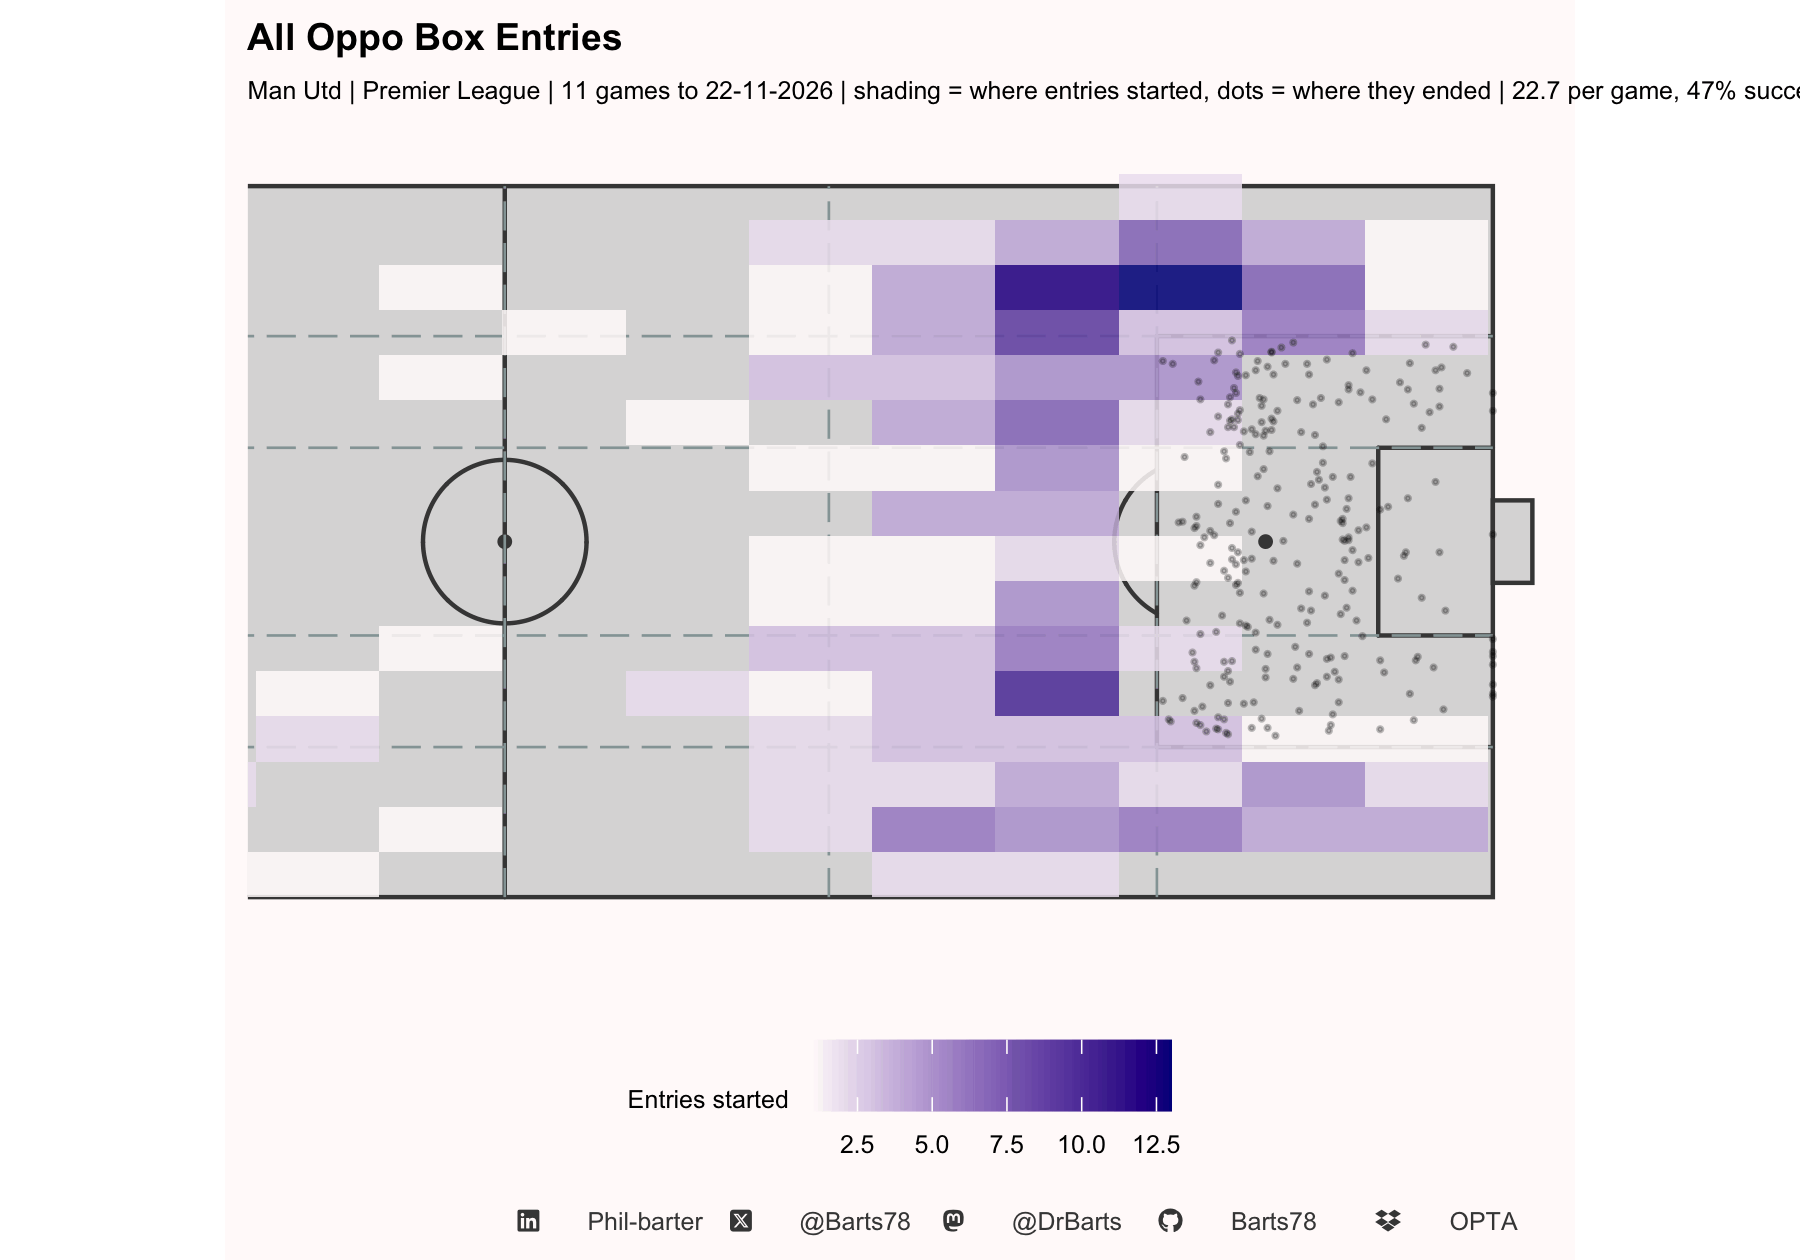 All Oppo Box Entries
Man Utd | Premier League | 11 games to 22-11-2026 | shading = where entries started, dots = where they ended | 22.7 per game, 47%
Entries started
2.5 5.0 7.5 10.0 12.5
Phil-barter @Barts78 @DrBarts Barts78 OPTA